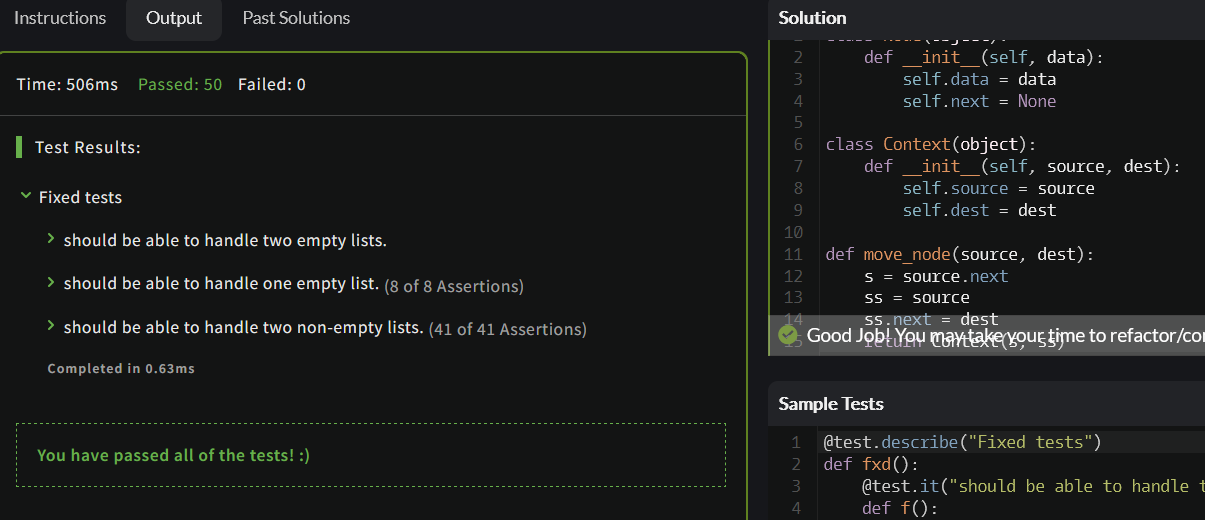 Instructions Output Past Solutions
Time: 506ms Passed: 50 Failed: 0
Test Results:
Fixed tests
should be able to handle two empty lists.
should be able to handle one empty list. (8 of 8 Assertions)
should be able to handle two non-empty lists. (41 of 41 Assertions)
Completed in 0.63ms
You have passed all of the tests! :)
Solution
2 def __init__(self, data):
3 self.data = data
4 self.next = None
5
6 class Context(object):
7 def __init__(self, source, dest):
8 self.source = source
9 self.dest = dest
10
11 def move_node(source, dest):
12 s = source.next
13 ss = source
14 ss.next = dest
15 return Context(s, ss)
Good Job! You may take your time to refactor/
Sample Tests
1 @test.describe("Fixed tests")
2 def fxd():
3 @test.it("should be able to handle
4 def f():